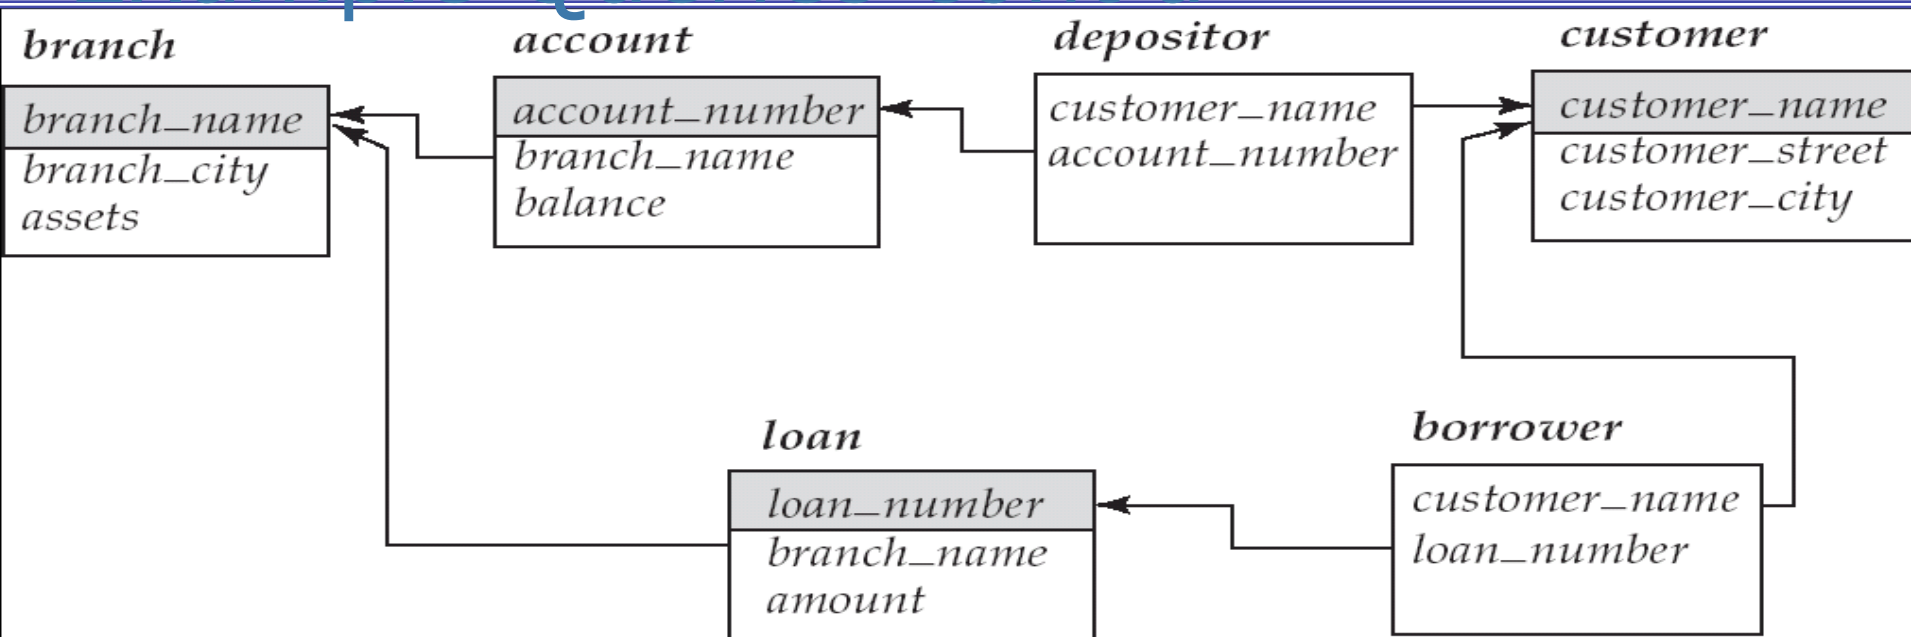 branch
branch_name
branch_city
assets
account
account_number
branch_name
balance
depositor
customer_name
account_number
customer
customer_name
customer_street
customer_city
loan
loan_number
branch_name
amount
borrower
customer_name
loan_number